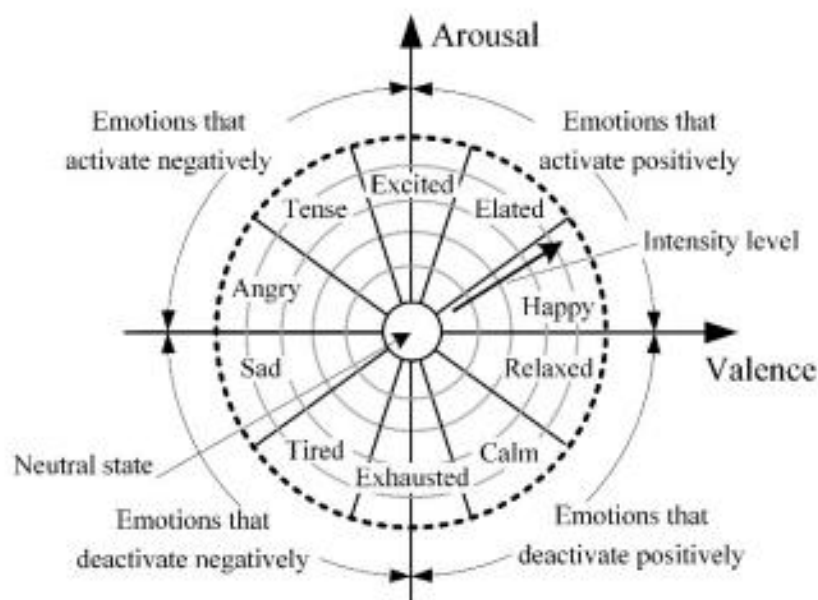 Arousal
Emotions that
activate negatively
Emotions that
activate positively
Excited
Tense
Elated
Intensity level
Angry
Happy
Sad
Relaxed
Valence
Tired
Calm
Neutral state
Exhausted
Emotions that
deactivate negatively
Emotions that
deactivate positively